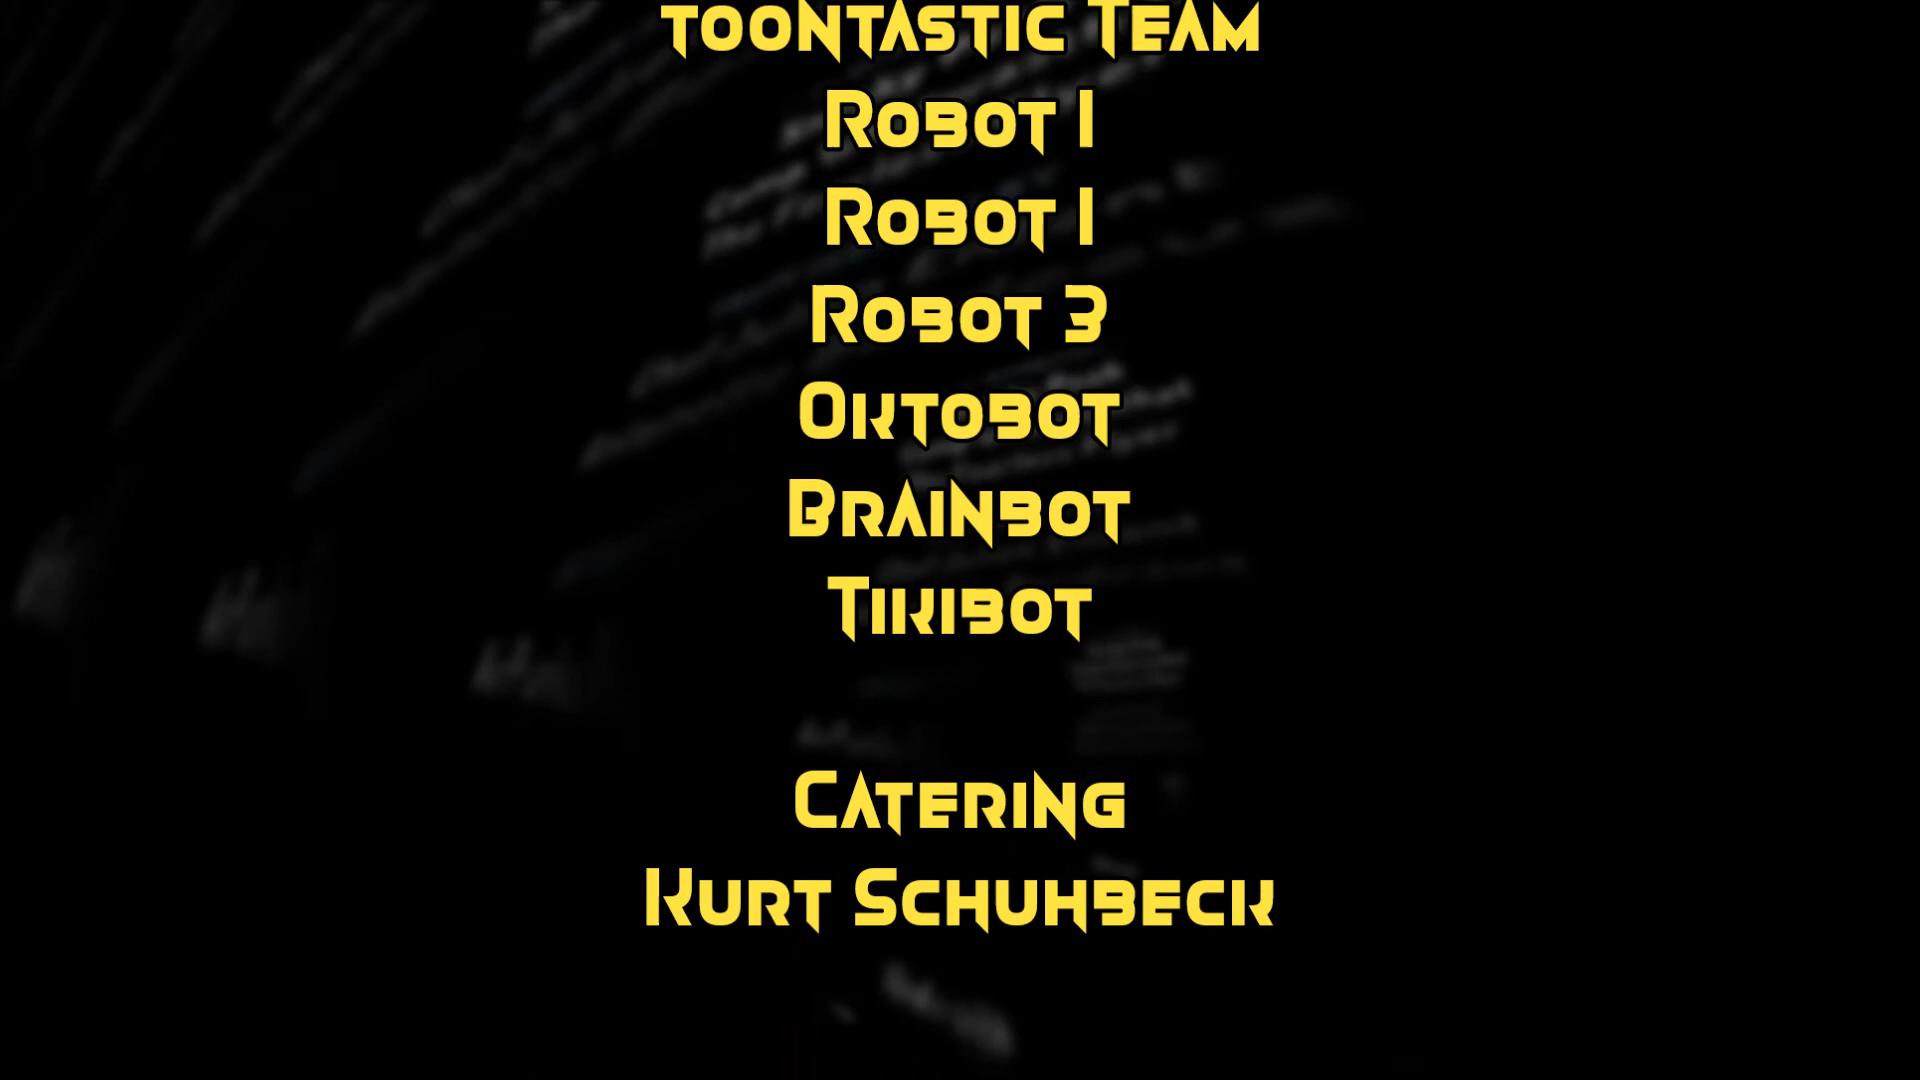 toontastic Team
Robot 1
Robot 1
Robot 3
Oktobot
Brainbot
Tikibot
Catering
Kurt Schuhbeck